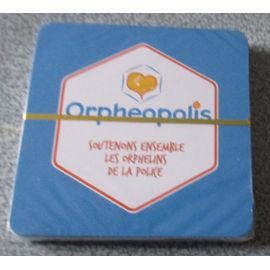 Orpheopolis
SOUTENONS ENSEMBLE
LES ORPHELINS
DE LA POLICE